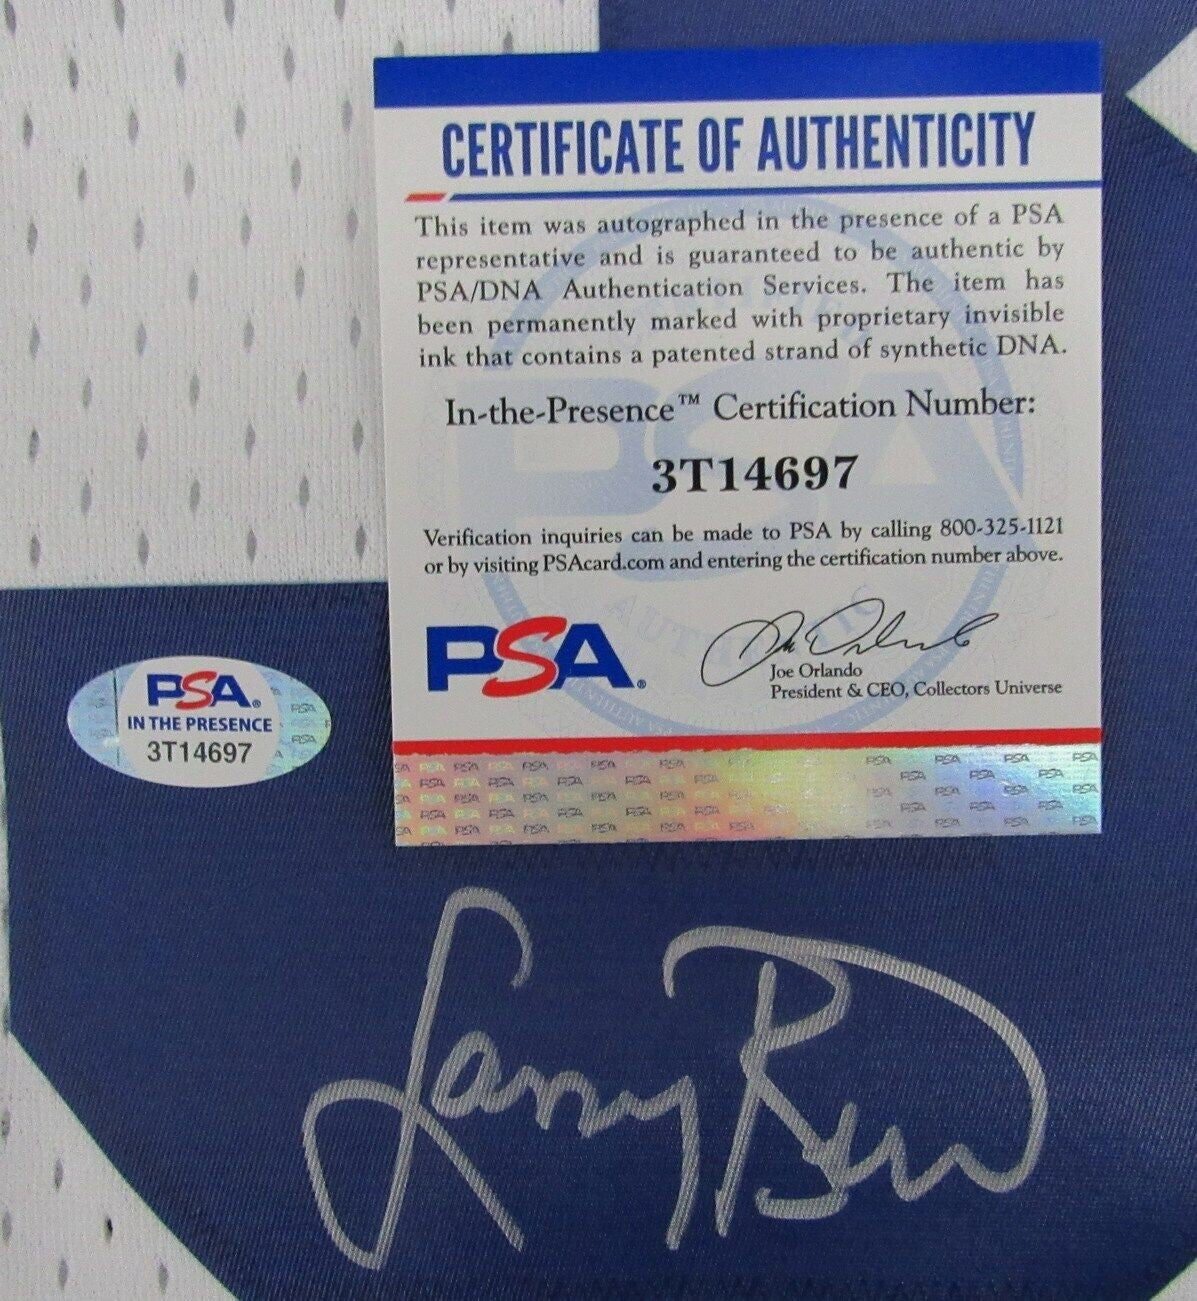 CERTIFICATE OF AUTHENTICITY
This item was autographed in the presence of a PSA
representative and is guaranteed to be authentic by
PSA/DNA Authentication Services. The item has
been permanently marked with proprietary invisible
ink that contains a patented strand of synthetic DNA.
In-the-Presence™ Certification Number:
3T14697
Verification inquiries can be made to PSA by calling 800-325-1121
or by visiting PSAcard.com and entering the certification number above.
PSA.
Joe Orlando
Joe Orlando
President & CEO, Collectors Universe
PSA.
IN THE PRESENCE
3T14697
Larry Bird